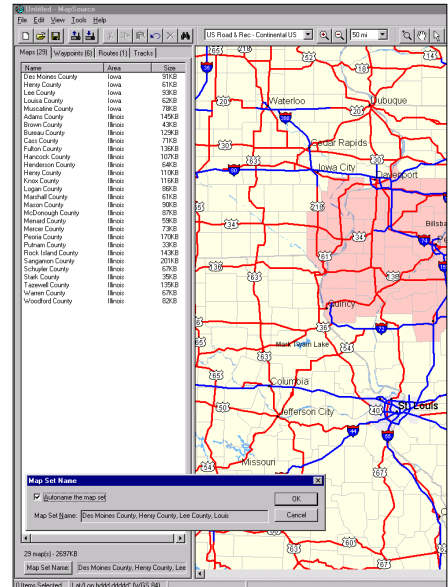 Untitled - MapSource
File Edit View Tools Help
US Road & Rec - Continental US
50 mi
Maps (29) Waypoints (6) Routes (1) Tracks
Name Area Size
Des Moines County Iowa 91KB
Henry County Iowa 61KB
Lee County Iowa 93KB
Louisa County Iowa 62KB
Muscatine County Iowa 78KB
Adams County Illinois 145KB
Brown County Illinois 43KB
Bureau County Illinois 129KB
Cass County Illinois 71KB
Fulton County Illinois 136KB
Hancock County Illinois 107KB
Henderson County Illinois 64KB
Henry County Illinois 110KB
Knox County Illinois 116KB
Logan County Illinois 86KB
Marshall County Illinois 61KB
Mason County Illinois 90KB
McDonough County Illinois 87KB
Menard County Illinois 59KB
Mercer County Illinois 73KB
Peoria County Illinois 170KB
Putnam County Illinois 33KB
Rock Island County Illinois 143KB
Sangamon County Illinois 201KB
Schuyler County Illinois 67KB
Stark County Illinois 35KB
Tazewell County Illinois 135KB
Warren County Illinois 67KB
Woodford County Illinois 82KB
Waterloo
Dubuque
Cedar Rapids
Iowa City
Davenport
Quincy
Mark Twain Lake
Columbia
Jefferson City
St Louis
Missouri
Map Set Name
Autoname the map set
OK
Map Set Name: Des Moines County, Henry County, Lee County, Louis
Cancel
29 map(s) - 2697KB
Map Set Name: Des Moines County, Henry County, Lee
0 Items Selected Lat/Lon hddd.ddddd° (WGS 84)